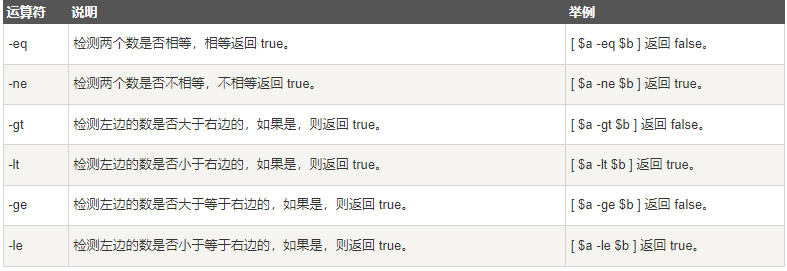 运算符 说明 举例
-eq 检测两个数是否相等，相等返回 true。 [ $a -eq $b ] 返回 false。
-ne 检测两个数是否不相等，不相等返回 true。 [ $a -ne $b ] 返回 true。
-gt 检测左边的数是否大于右边的，如果是，则返回 true。 [ $a -gt $b ] 返回 false。
-lt 检测左边的数是否小于右边的，如果是，则返回 true。 [ $a -lt $b ] 返回 true。
-ge 检测左边的数是否大于等于右边的，如果是，则返回 true。 [ $a -ge $b ] 返回 false。
-le 检测左边的数是否小于等于右边的，如果是，则返回 true。 [ $a -le $b ] 返回 true。